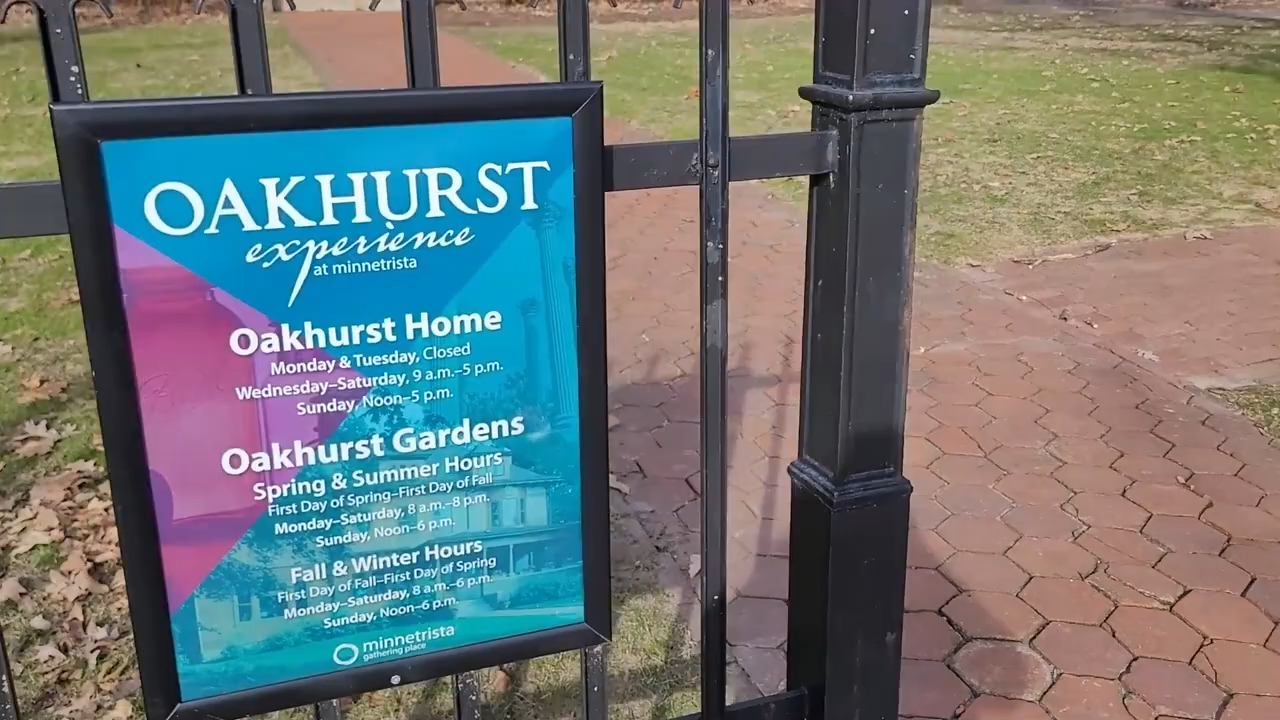 OAKHURST
experience
at minnetrista
Oakhurst Home
Monday & Tuesday, Closed
Wednesday–Saturday, 9 a.m.–5 p.m.
Sunday, Noon–5 p.m.
Oakhurst Gardens
Spring & Summer Hours
First Day of Spring–First Day of Fall
Monday–Saturday, 8 a.m.–8 p.m.
Sunday, Noon–6 p.m.
Fall & Winter Hours
First Day of Fall–First Day of Spring
Monday–Saturday, 8 a.m.–6 p.m.
Sunday, Noon–6 p.m.
minnetrista
gathering place